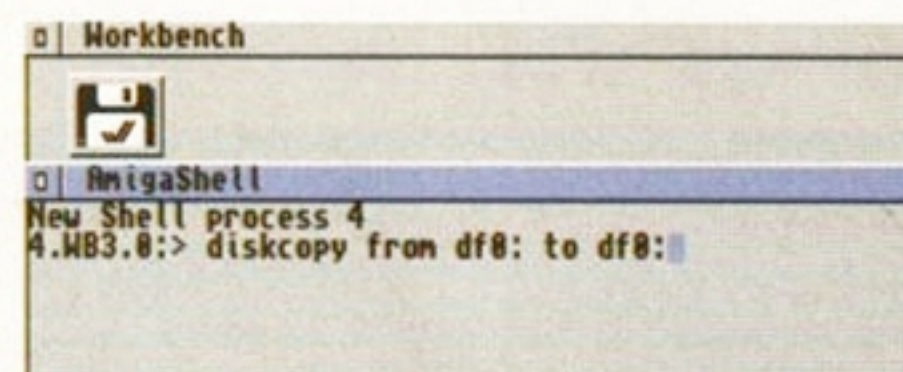 Workbench
AmigaShell
New Shell process 4
4.WB3.0:> diskcopy from df0: to df0: